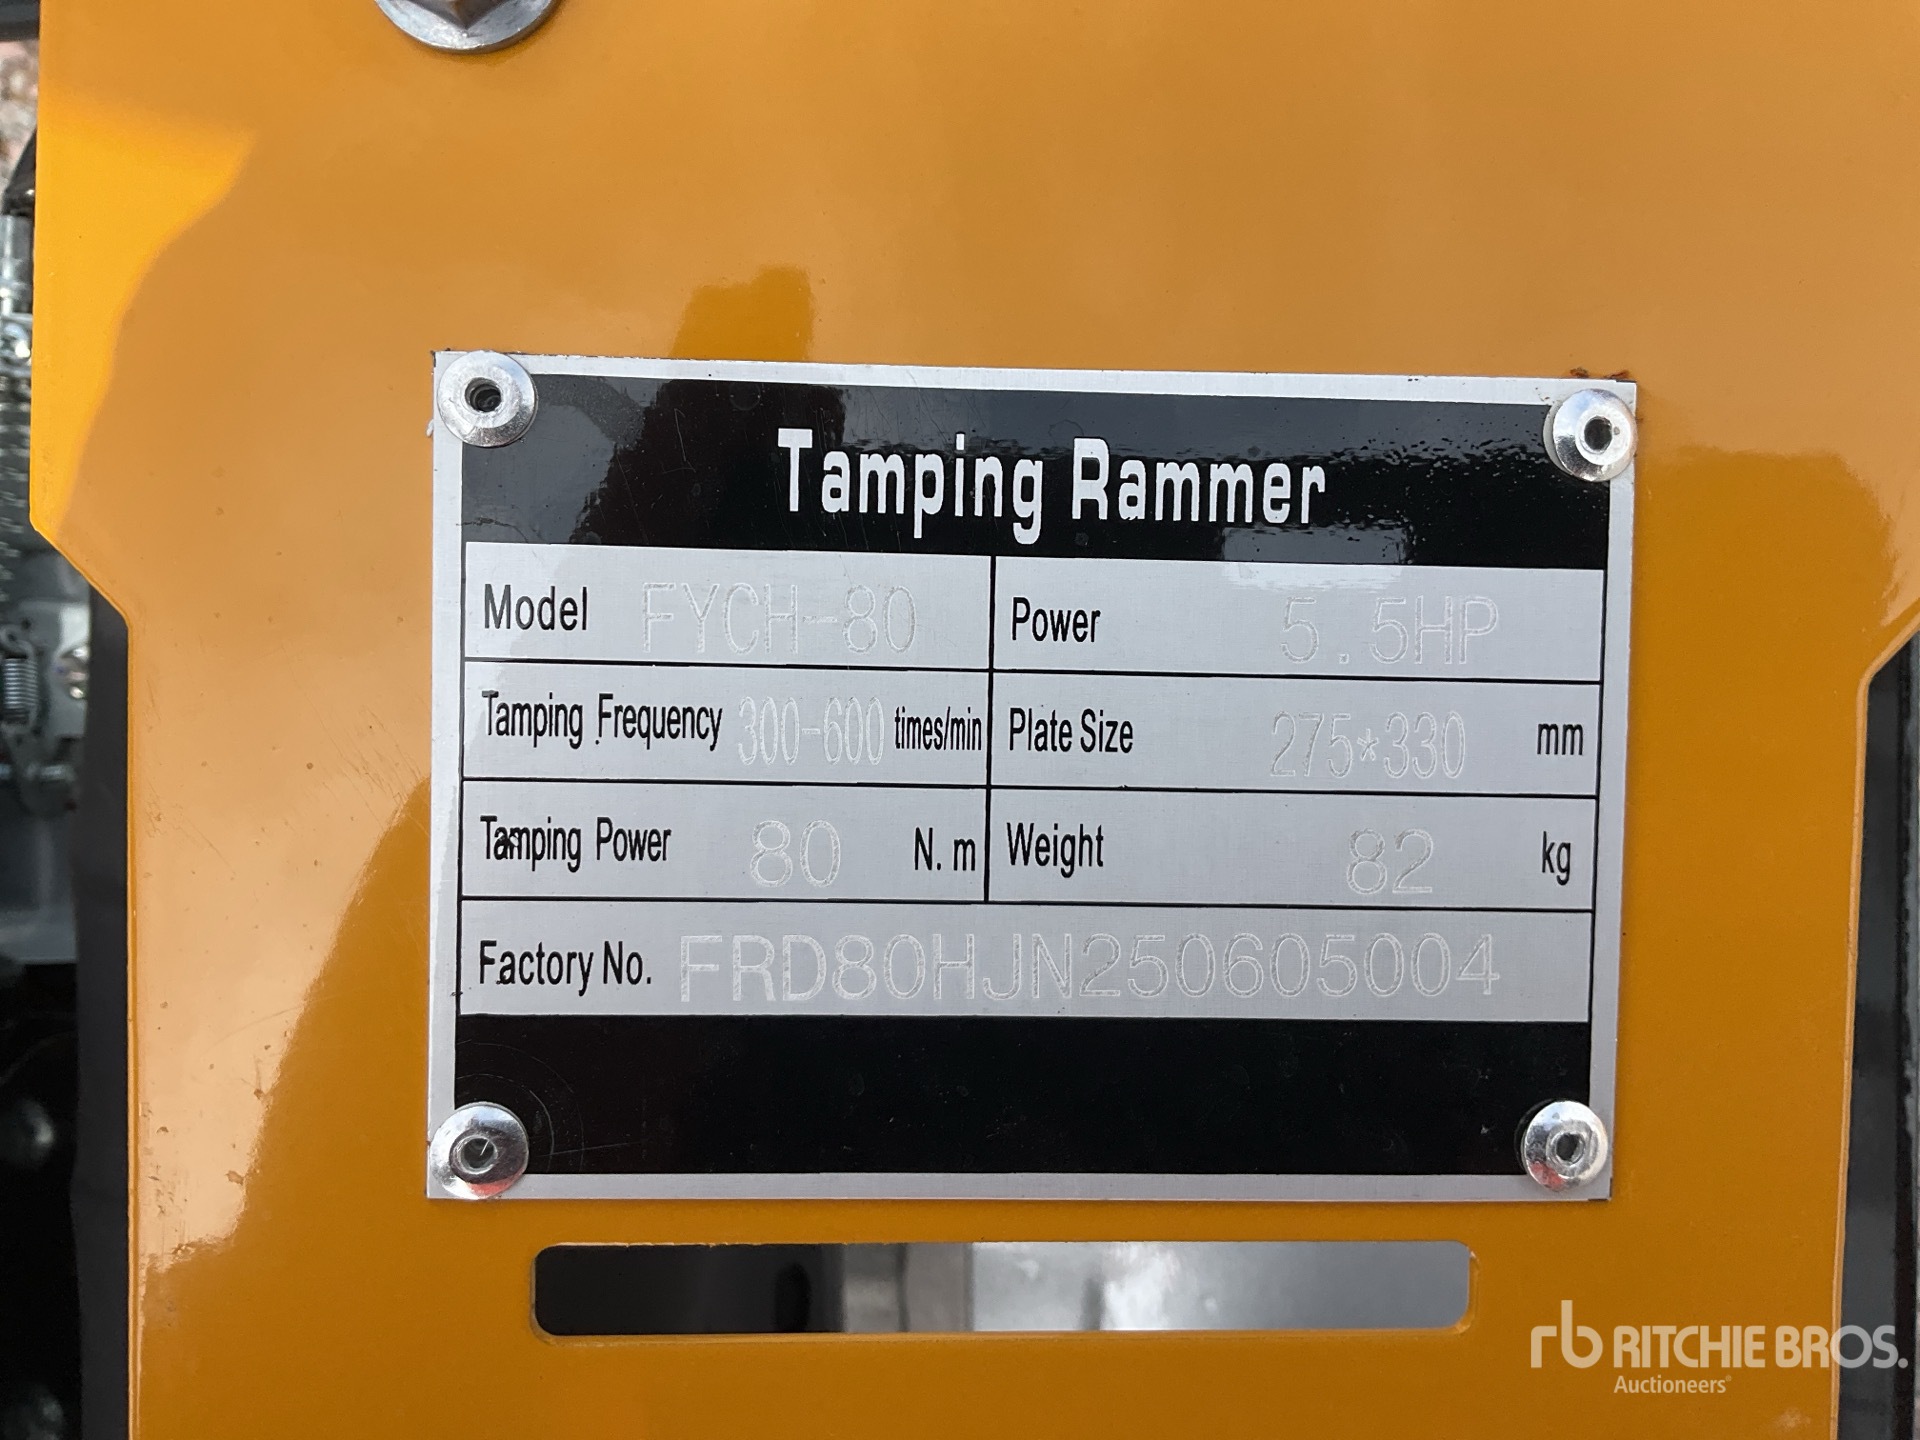 Tamping Rammer
Model FYCH-80 Power 5.5HP
Tamping Frequency 300-600 times/min Plate Size 275*330 mm
Tamping Power 80 N.m Weight 82 kg
Factory No. FRD80HJN250605004
rb RITCHIE BROS.
Auctioneers®